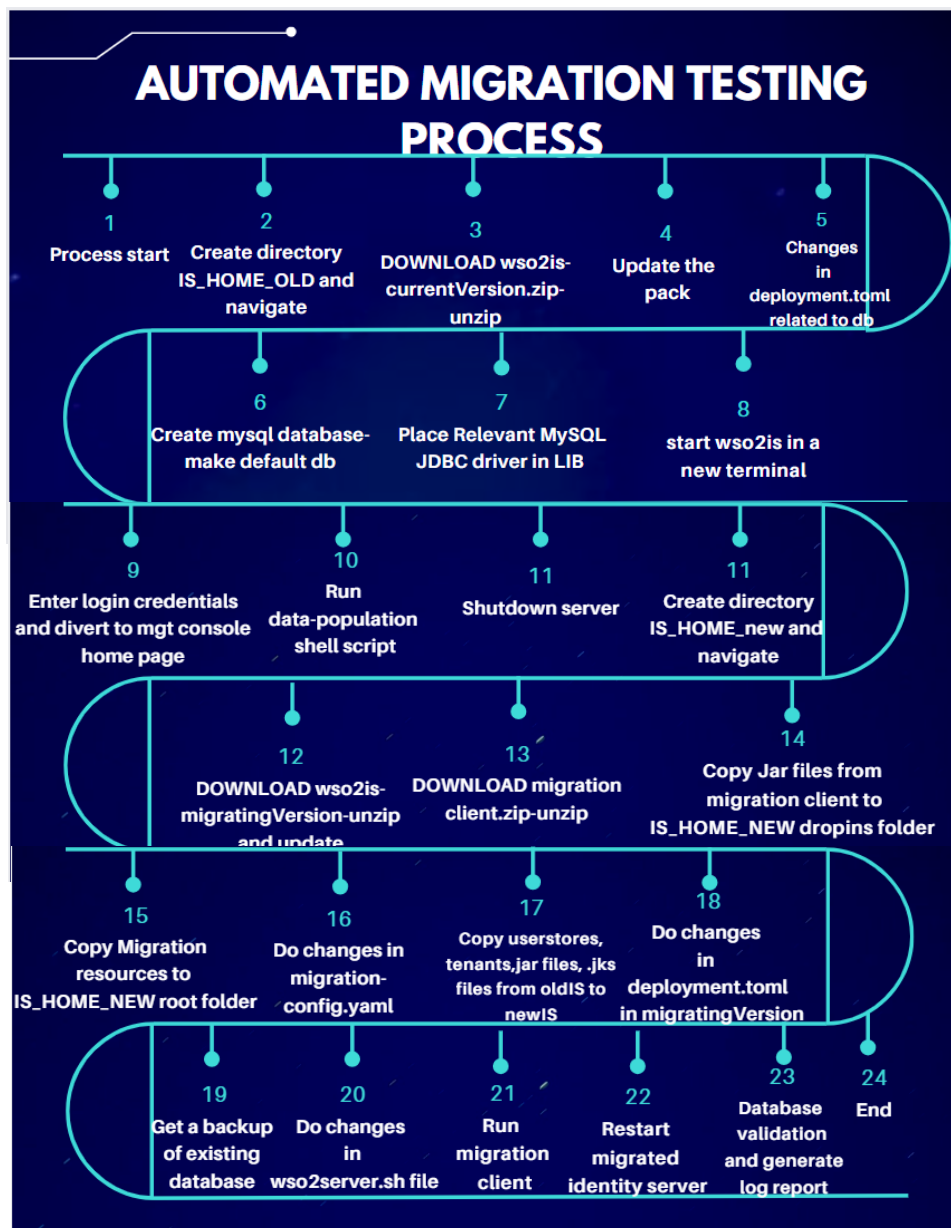 AUTOMATED MIGRATION TESTING
PROCESS
1
Process start
2
Create directory
IS_HOME_OLD and
navigate
3
DOWNLOAD wso2is-
currentVersion.zip-
unzip
4
Update the
pack
5
Changes
in
deployment.toml
related to db
6
Create mysql database-
make default db
7
Place Relevant MySQL
JDBC driver in LIB
8
start wso2is in a
new terminal
9
Enter login credentials
and divert to mgt console
home page
10
Run
data-population
shell script
11
Shutdown server
11
Create directory
IS_HOME_new and
navigate
12
DOWNLOAD wso2is-
migratingVersion-unzip
and update
13
DOWNLOAD migration
client.zip-unzip
14
Copy Jar files from
migration client to
IS_HOME_NEW dropins folder
15
Copy Migration
resources to
IS_HOME_NEW root folder
16
Do changes in
migration-
config.yaml
17
Copy userstores,
tenants,jar files, .jks
files from oldIS to
newIS
18
Do changes
in
deployment.toml
in migratingVersion
19
Get a backup
of existing
database
20
Do changes
in
wso2server.sh file
21
Run
migration
client
22
Restart
migrated
identity server
23
Database
validation
and generate
log report
24
End